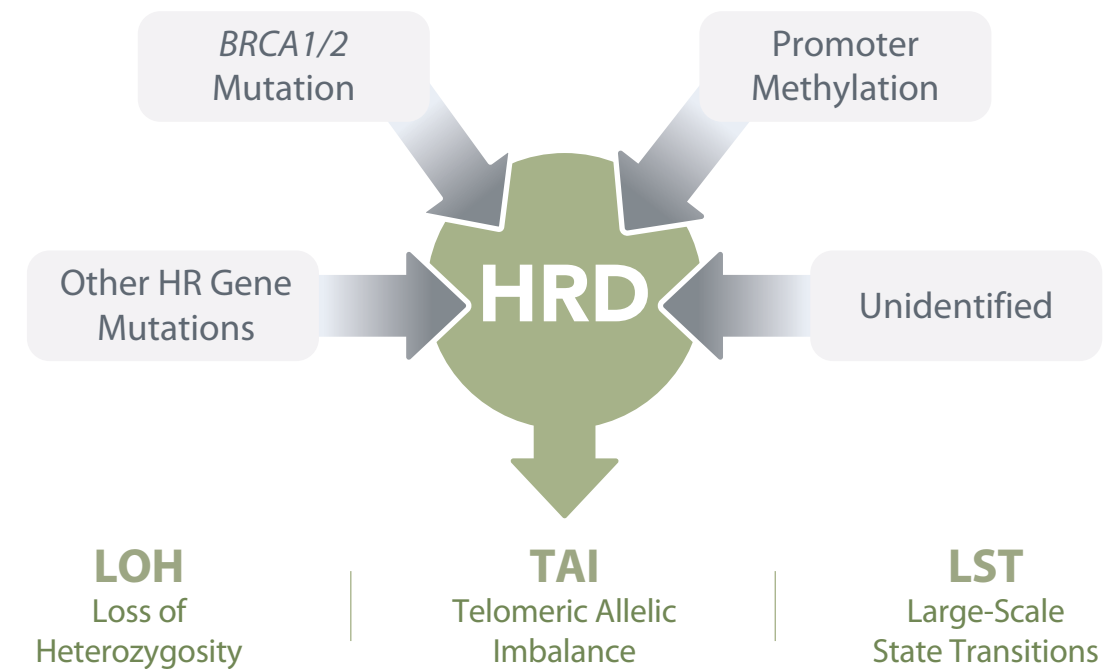 BRCA1/2
Mutation
Promoter
Methylation
Other HR Gene
Mutations
HRD
Unidentified
LOH
Loss of
Heterozygosity
TAI
Telomeric Allelic
Imbalance
LST
Large-Scale
State Transitions